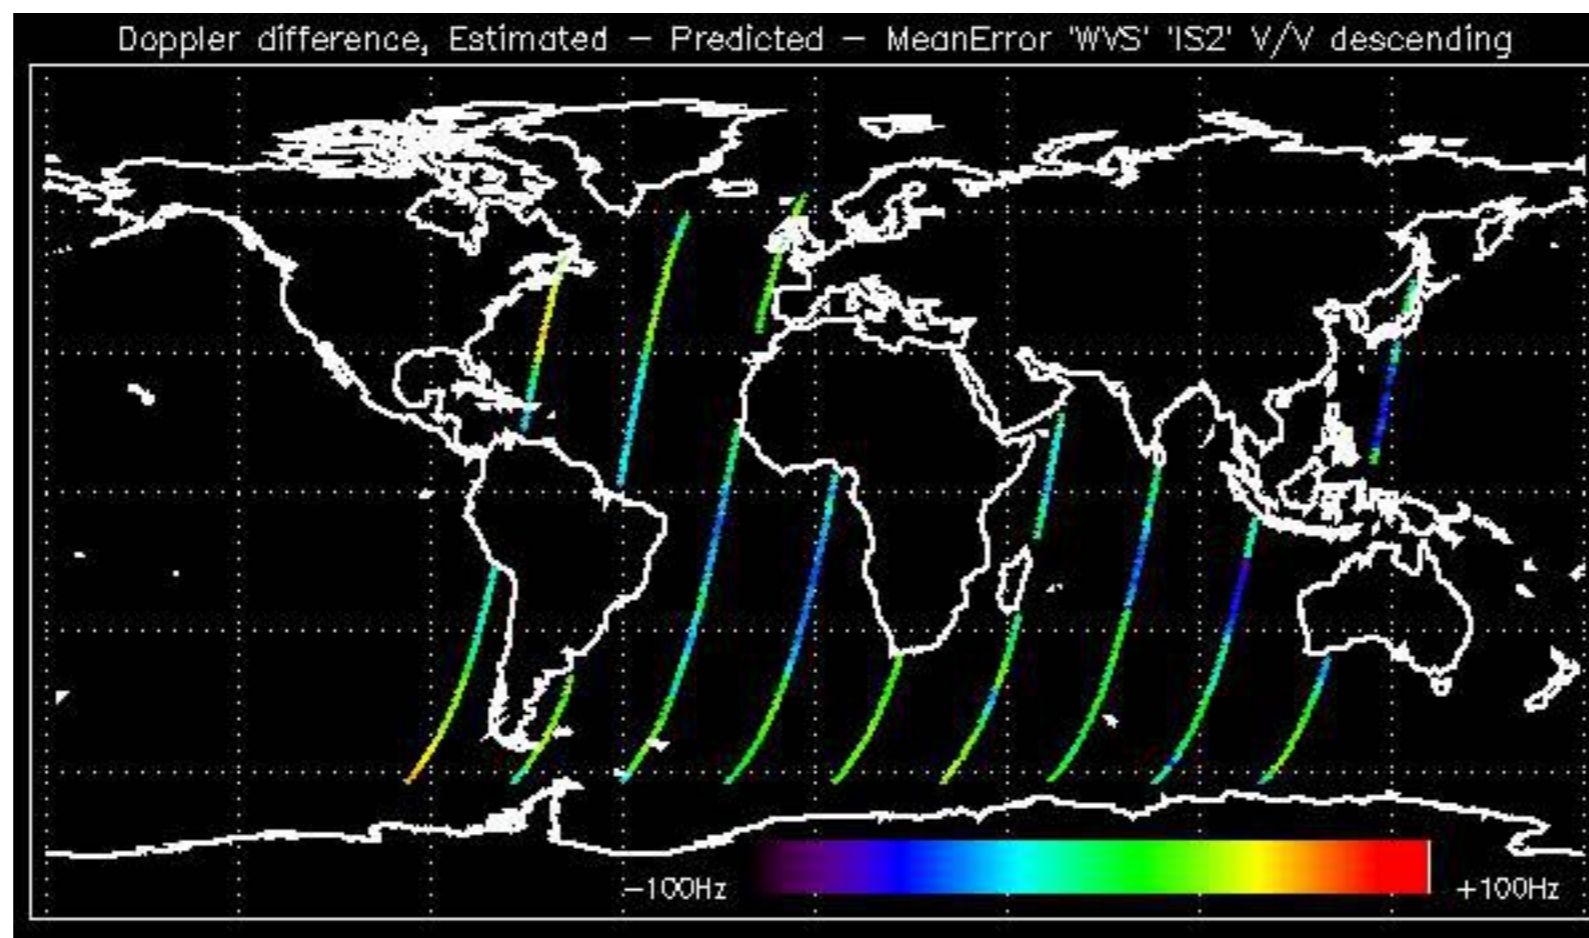 Doppler difference, Estimated - Predicted - MeanError 'WVS' 'IS2' V/V descending
-100Hz +100Hz